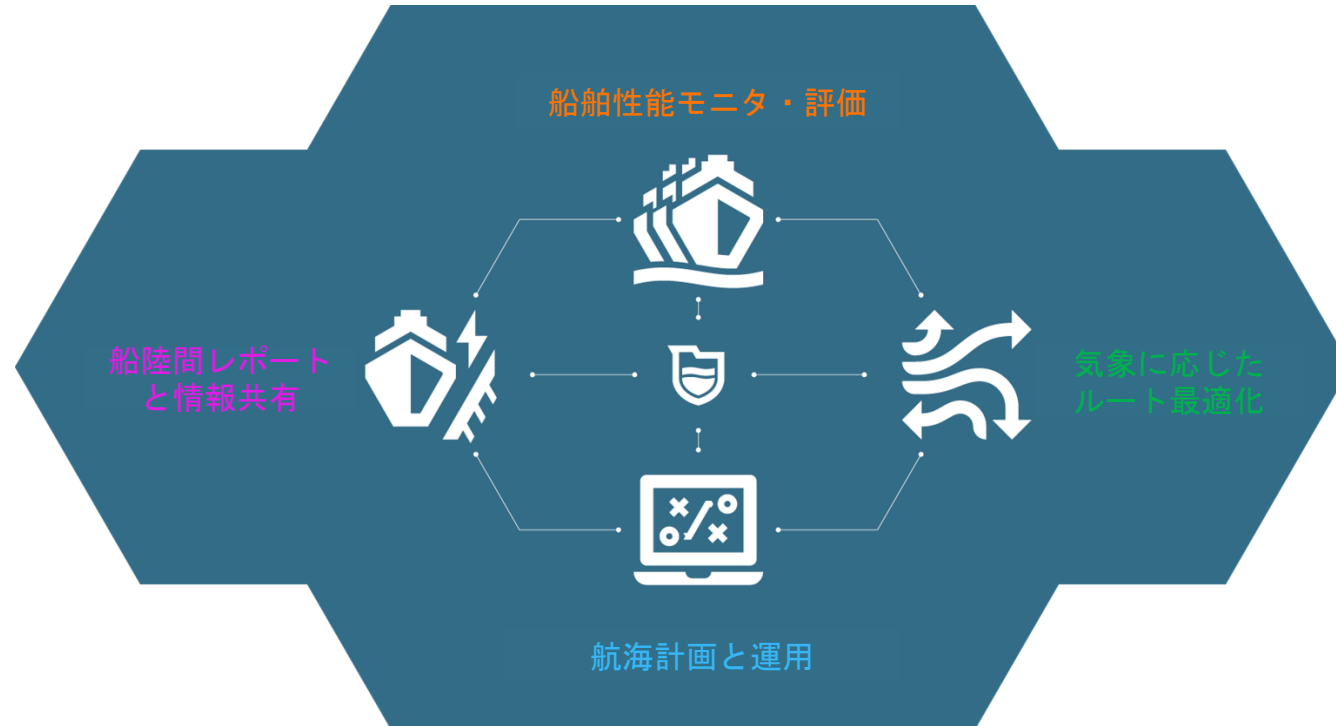 船舶性能モニタ・評価
船陸間レポート
と情報共有
気象に応じた
ルート最適化
航海計画と運用